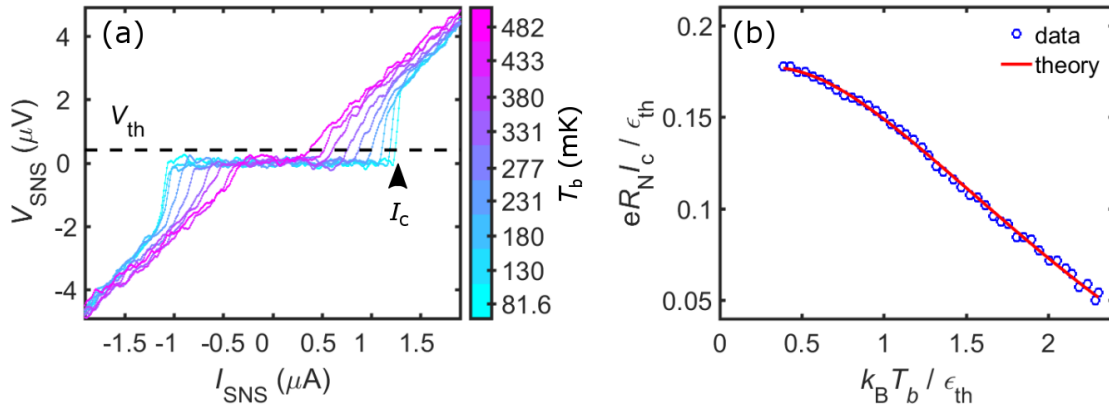 (a)
4
2
0
-2
-4
V_SNS (μV)
V_th
I_c
-1.5 -1 -0.5 0 0.5 1 1.5
I_SNS (μA)
482
433
380
331
277
231
180
130
81.6
T_b (mK)
(b)
data
theory
0.2
0.15
0.1
0.05
eR_N I_c / ϵ_th
0.5 1 1.5 2
k_B T_b / ϵ_th